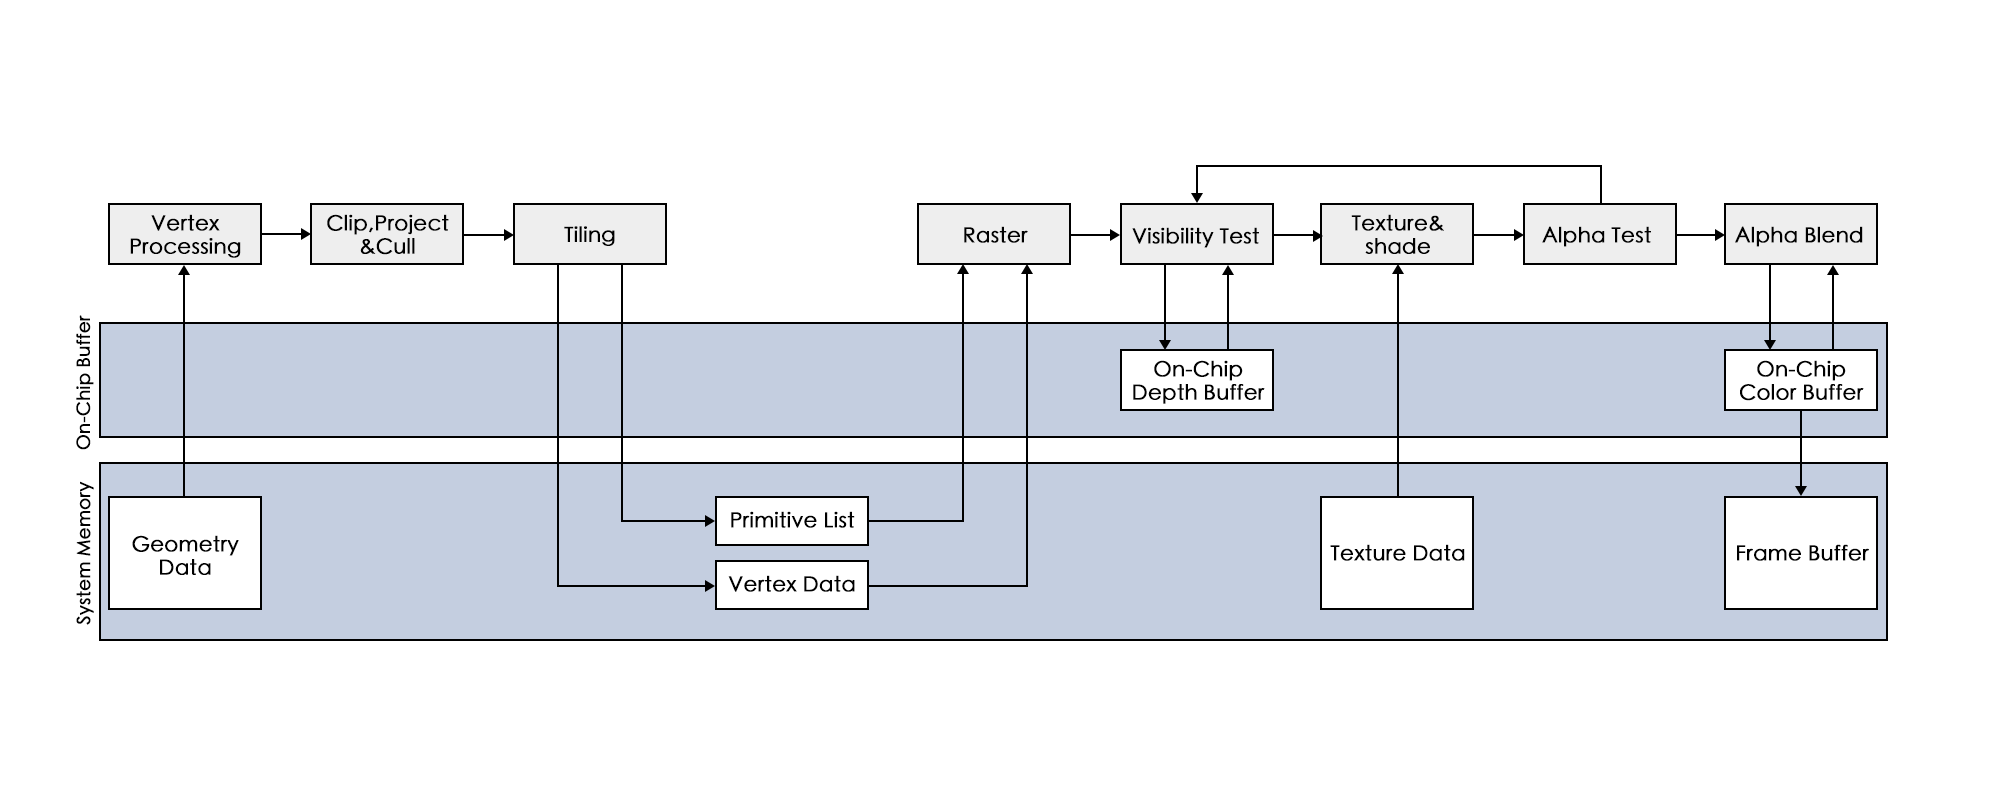 Vertex
Processing
Clip,Project
&Cull
Tiling
Raster
Visibility Test
Texture&
shade
Alpha Test
Alpha Blend
On-Chip Buffer
On-Chip
Depth Buffer
On-Chip
Color Buffer
System Memory
Geometry
Data
Primitive List
Vertex Data
Texture Data
Frame Buffer